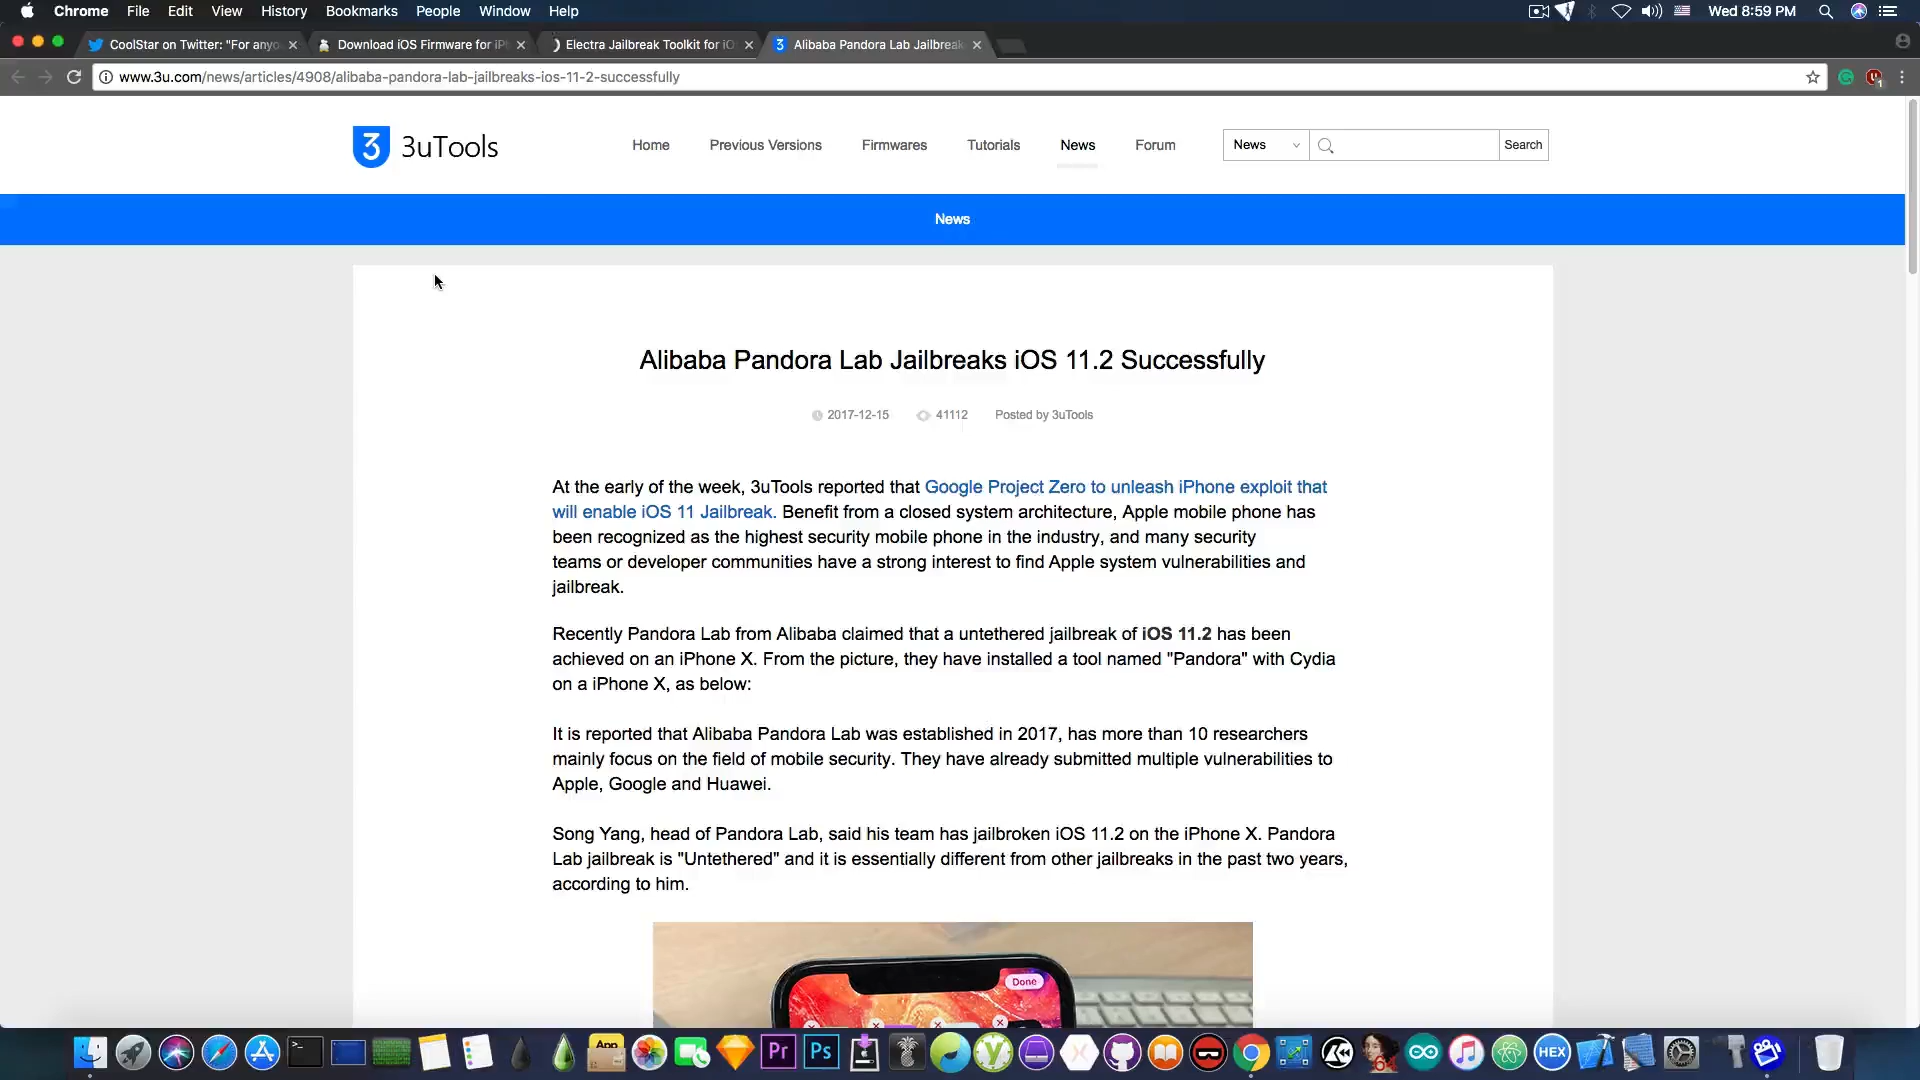 Chrome File Edit View History Bookmarks People Window Help Wed 8:59 PM
CoolStar on Twitter: "For anyo
Download iOS Firmware for iP
Electra Jailbreak Toolkit for iO
Alibaba Pandora Lab Jailbreak
www.3u.com/news/articles/4908/alibaba-pandora-lab-jailbreaks-ios-11-2-successfully
1
3 3uTools Home Previous Versions Firmwares Tutorials News Forum News Search
News
Alibaba Pandora Lab Jailbreaks iOS 11.2 Successfully
2017-12-15 41112 Posted by 3uTools
At the early of the week, 3uTools reported that Google Project Zero to unleash iPhone exploit that
will enable iOS 11 Jailbreak. Benefit from a closed system architecture, Apple mobile phone has
been recognized as the highest security mobile phone in the industry, and many security
teams or developer communities have a strong interest to find Apple system vulnerabilities and
jailbreak.
Recently Pandora Lab from Alibaba claimed that a untethered jailbreak of iOS 11.2 has been
achieved on an iPhone X. From the picture, they have installed a tool named "Pandora" with Cydia
on a iPhone X, as below:
It is reported that Alibaba Pandora Lab was established in 2017, has more than 10 researchers
mainly focus on the field of mobile security. They have already submitted multiple vulnerabilities to
Apple, Google and Huawei.
Song Yang, head of Pandora Lab, said his team has jailbroken iOS 11.2 on the iPhone X. Pandora
Lab jailbreak is "Untethered" and it is essentially different from other jailbreaks in the past two years,
according to him.
Done
App Pr Ps 64 HEX